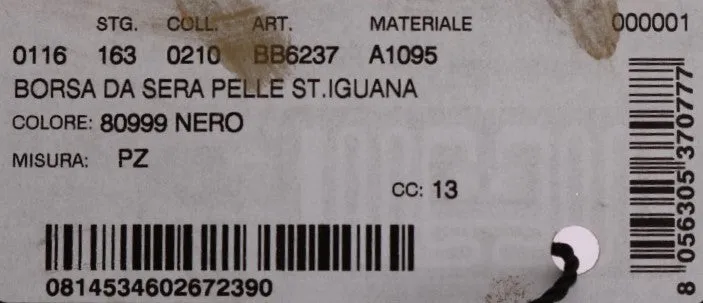 STG. COLL. ART. MATERIALE 000001
0116 163 0210 BB6237 A1095
BORSA DA SERA PELLE ST.IGUANA
COLORE: 80999 NERO
MISURA: PZ
CC: 13
0814534602672390
8 056305 370777